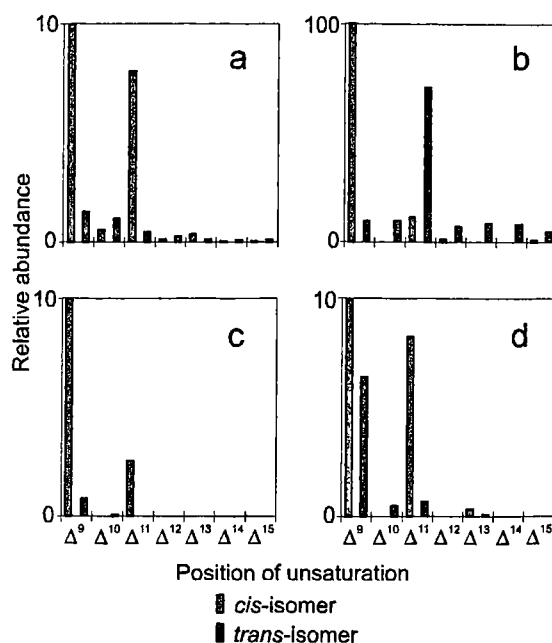 10
a
0
100
b
0
Relative abundance
10
c
0
10
d
0
Δ9 Δ10 Δ11 Δ12 Δ13 Δ14 Δ15
Δ9 Δ10 Δ11 Δ12 Δ13 Δ14 Δ15
Position of unsaturation
cis-isomer
trans-isomer